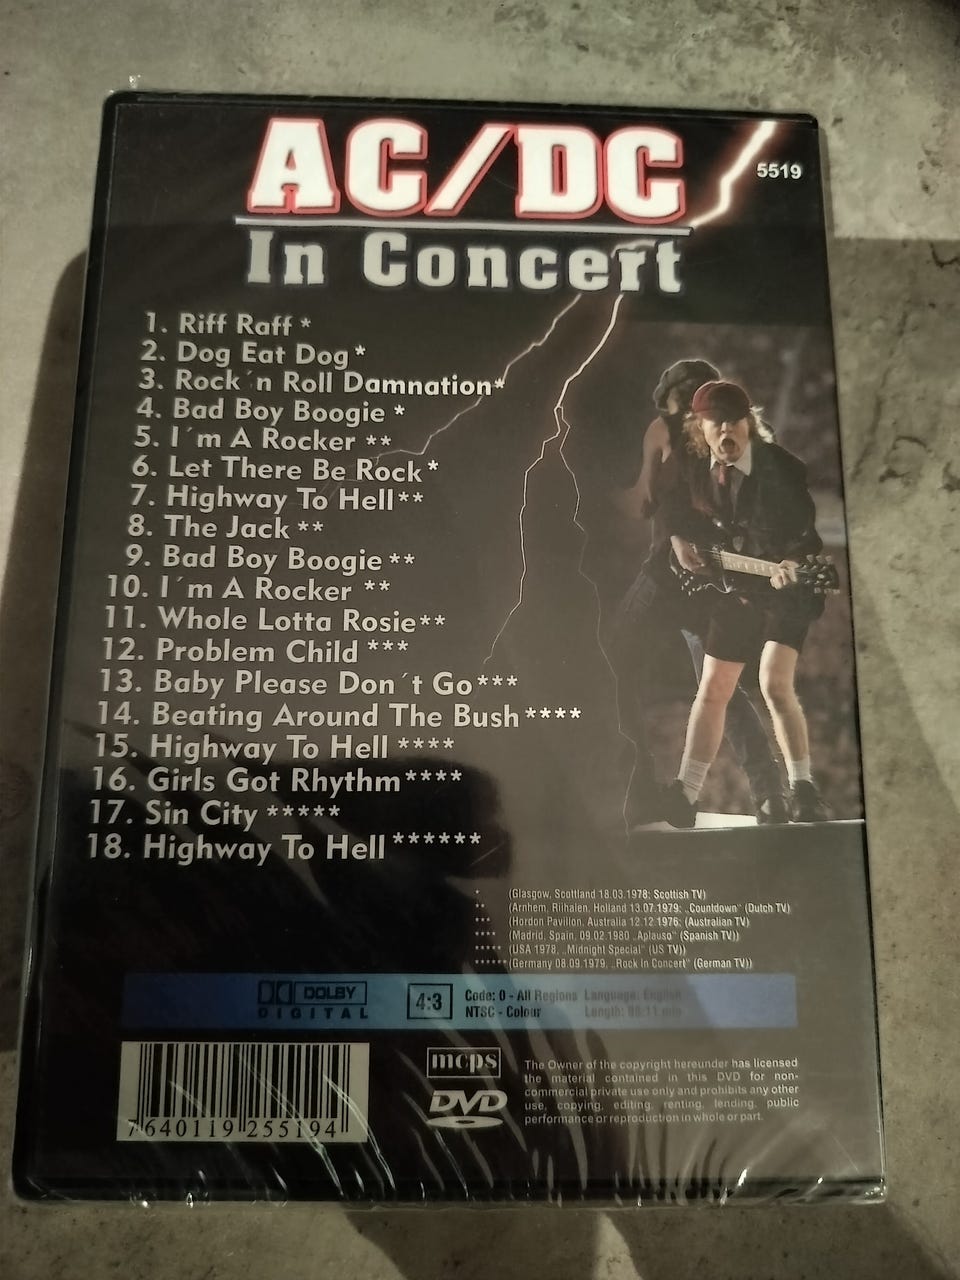 AC/DC
5519
In Concert
1. Riff Raff *
2. Dog Eat Dog *
3. Rock´n Roll Damnation*
4. Bad Boy Boogie *
5. I´m A Rocker **
6. Let There Be Rock*
7. Highway To Hell**
8. The Jack **
9. Bad Boy Boogie **
10. I´m A Rocker **
11. Whole Lotta Rosie**
12. Problem Child ***
13. Baby Please Don´t Go***
14. Beating Around The Bush****
15. Highway To Hell ****
16. Girls Got Rhythm****
17. Sin City *****
18. Highway To Hell ******
* (Glasgow, Scottland 18.03.1978; Scottish TV)
** (Arnhem, Rijhalen, Holland 13.07.1979; „Countdown“ (Dutch TV)
*** (Hordon Pavillon, Australia 12.12.1976; (Australian TV)
**** (Madrid, Spain, 09.02.1980 „Aplauso“ (Spanish TV))
***** (USA 1978, „Midnight Special“ (US TV))
****** (Germany 08.09.1979, „Rock in Concert“ (German TV))
DOLBY
DIGITAL
4:3
Code: 0 - All Regions Language: English
NTSC - Colour Length: min
mcps
DVD
The Owner of the copyright hereunder has licensed
the material contained in this DVD for non-
commercial private use only and prohibits any other
use, copying, editing, renting, lending, public
performance or reproduction in whole or part.
7 640119 255194